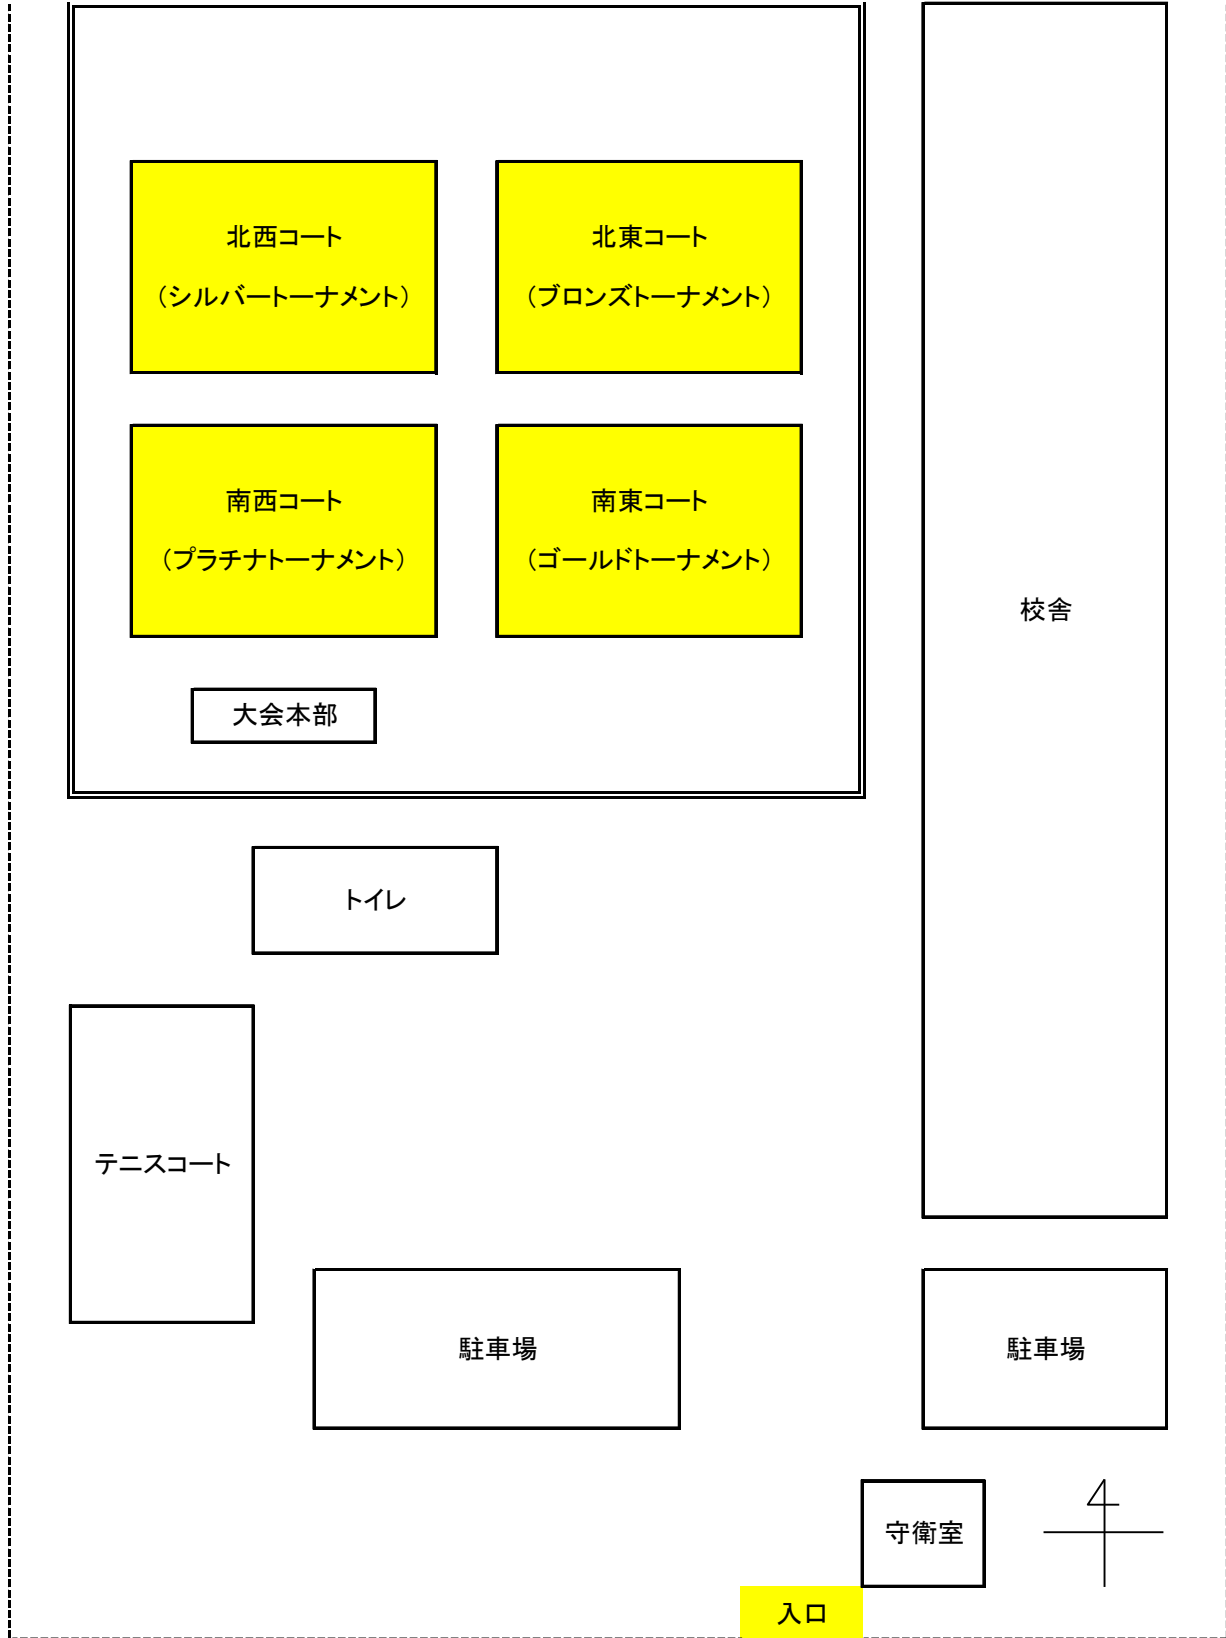 北西コート
（シルバートーナメント）
北東コート
（ブロンズトーナメント）
南西コート
（プラチナトーナメント）
南東コート
（ゴールドトーナメント）
校舎
大会本部
トイレ
テニスコート
駐車場
駐車場
守衛室
入口